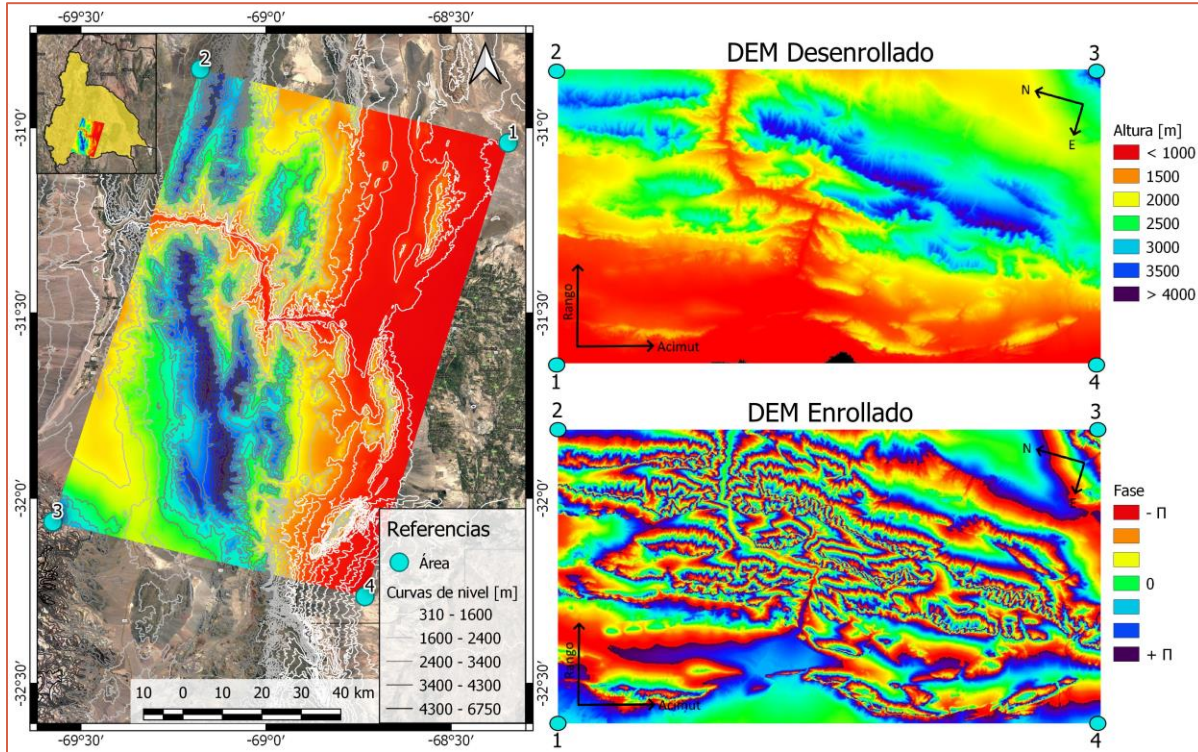 -69°30'
-69°0'
-68°30'
2
1
3
4
-31°0'
-31°30'
-32°0'
-32°30'
-31°0'
-31°30'
-32°0'
-32°30'
Referencias
Área
Curvas de nivel [m]
310 - 1600
1600 - 2400
2400 - 3400
3400 - 4300
4300 - 6750
10 0 10 20 30 40 km
-69°30'
-69°0'
-68°30'
DEM Desenrollado
2
3
N
E
Rango
Acimut
1
4
Altura [m]
< 1000
1500
2000
2500
3000
3500
> 4000
DEM Enrollado
2
3
N
Rango
Acimut
1
4
Fase
- Π
0
+ Π